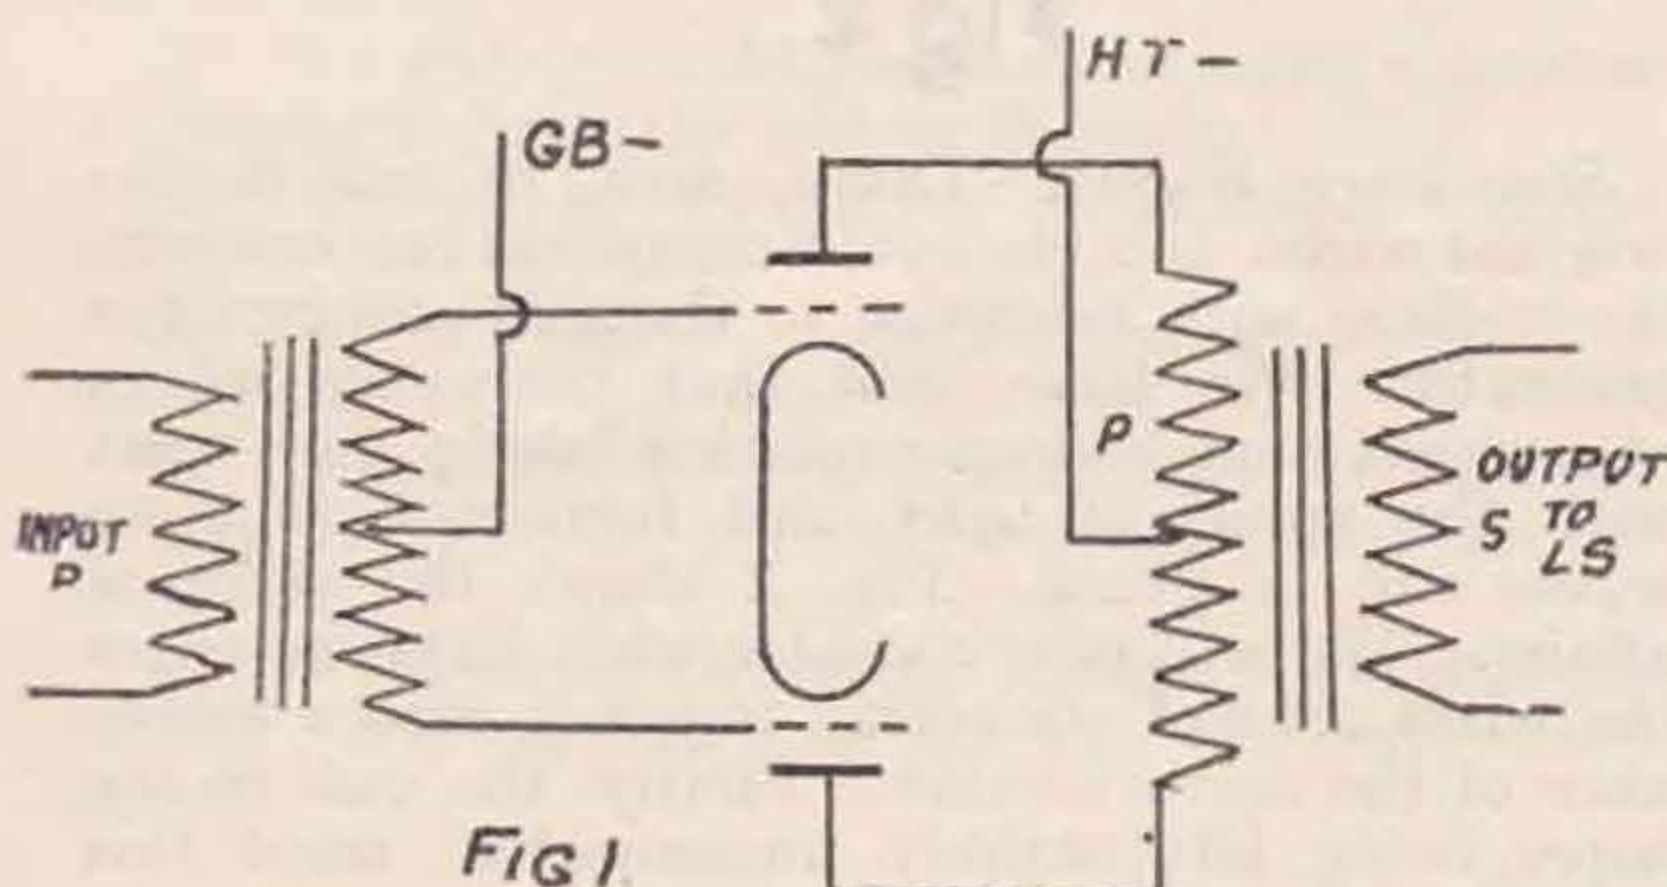 HT-
GB-
P
INPUT
P
OUTPUT
S TO
LS
FIG 1.